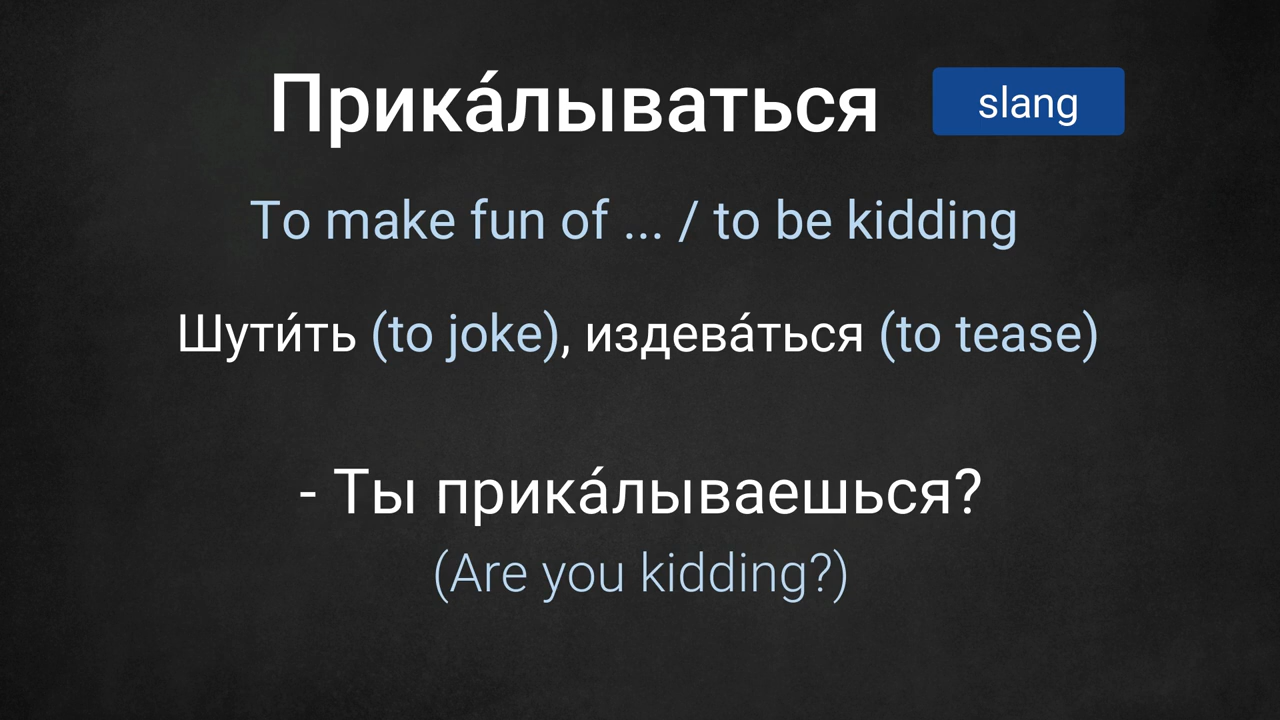 Прика́лываться slang
To make fun of ... / to be kidding
Шути́ть (to joke), издева́ться (to tease)
- Ты прика́лываешься?
(Are you kidding?)